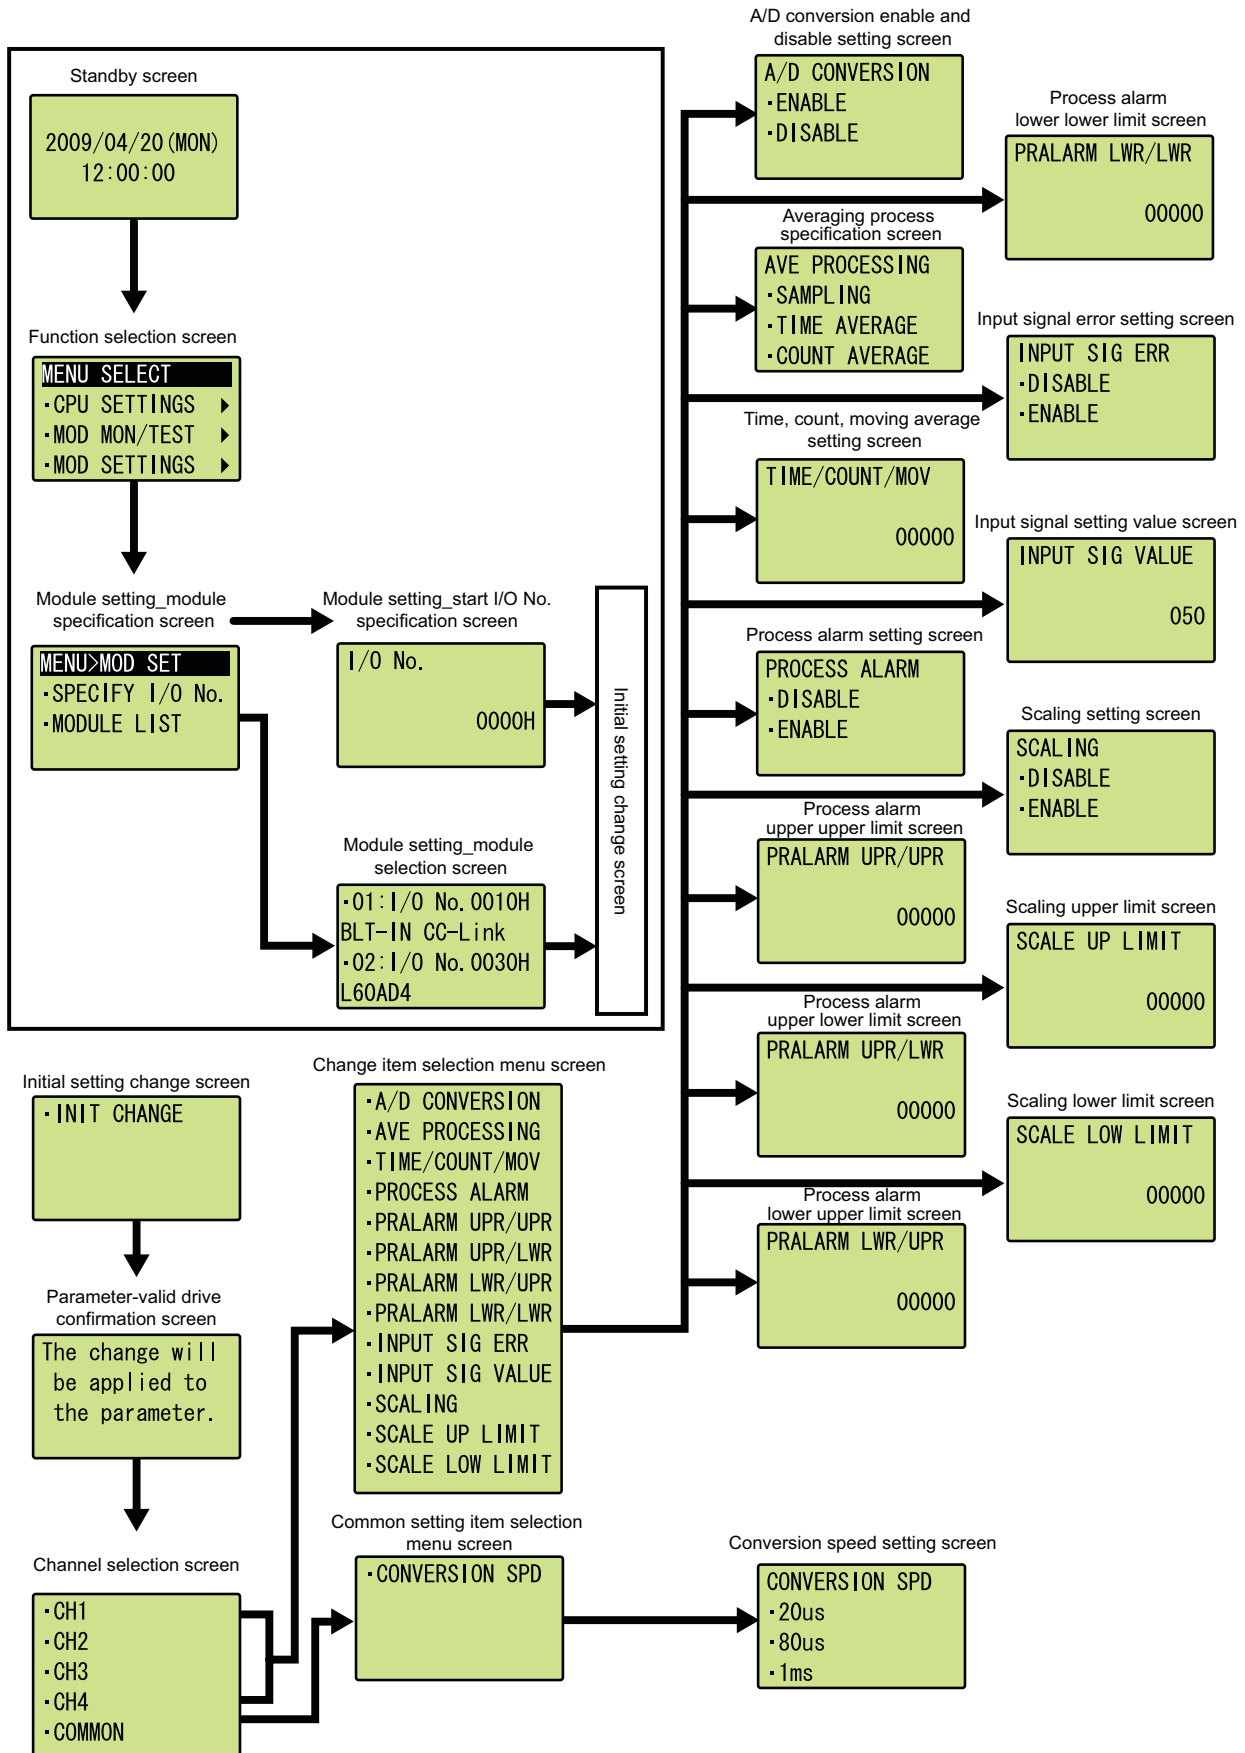 Standby screen
2009/04/20(MON)
12:00:00
Function selection screen
MENU SELECT
·CPU SETTINGS
·MOD MON/TEST
·MOD SETTINGS
Module setting_module
specification screen
MENU>MOD SET
·SPECIFY I/O No.
·MODULE LIST
Module setting_start I/O No.
specification screen
I/O No.
0000H
Module setting_module
selection screen
·01:I/O No.0010H
BLT-IN CC-Link
·02:I/O No.0030H
L60AD4
Initial setting change screen
Initial setting change screen
·INIT CHANGE
Parameter-valid drive
confirmation screen
The change will
be applied to
the parameter.
Channel selection screen
·CH1
·CH2
·CH3
·CH4
·COMMON
Change item selection menu screen
·A/D CONVERSION
·AVE PROCESSING
·TIME/COUNT/MOV
·PROCESS ALARM
·PRALARM UPR/UPR
·PRALARM UPR/LWR
·PRALARM LWR/UPR
·PRALARM LWR/LWR
·INPUT SIG ERR
·INPUT SIG VALUE
·SCALING
·SCALE UP LIMIT
·SCALE LOW LIMIT
Common setting item selection
menu screen
·CONVERSION SPD
Conversion speed setting screen
CONVERSION SPD
·20us
·80us
·1ms
A/D conversion enable and
disable setting screen
A/D CONVERSION
·ENABLE
·DISABLE
Averaging process
specification screen
AVE PROCESSING
·SAMPLING
·TIME AVERAGE
·COUNT AVERAGE
Time, count, moving average
setting screen
TIME/COUNT/MOV
00000
Process alarm setting screen
PROCESS ALARM
·DISABLE
·ENABLE
Process alarm
upper upper limit screen
PRALARM UPR/UPR
00000
Process alarm
upper lower limit screen
PRALARM UPR/LWR
00000
Process alarm
lower upper limit screen
PRALARM LWR/UPR
00000
Process alarm
lower lower limit screen
PRALARM LWR/LWR
00000
Input signal error setting screen
INPUT SIG ERR
·DISABLE
·ENABLE
Input signal setting value screen
INPUT SIG VALUE
050
Scaling setting screen
SCALING
·DISABLE
·ENABLE
Scaling upper limit screen
SCALE UP LIMIT
00000
Scaling lower limit screen
SCALE LOW LIMIT
00000